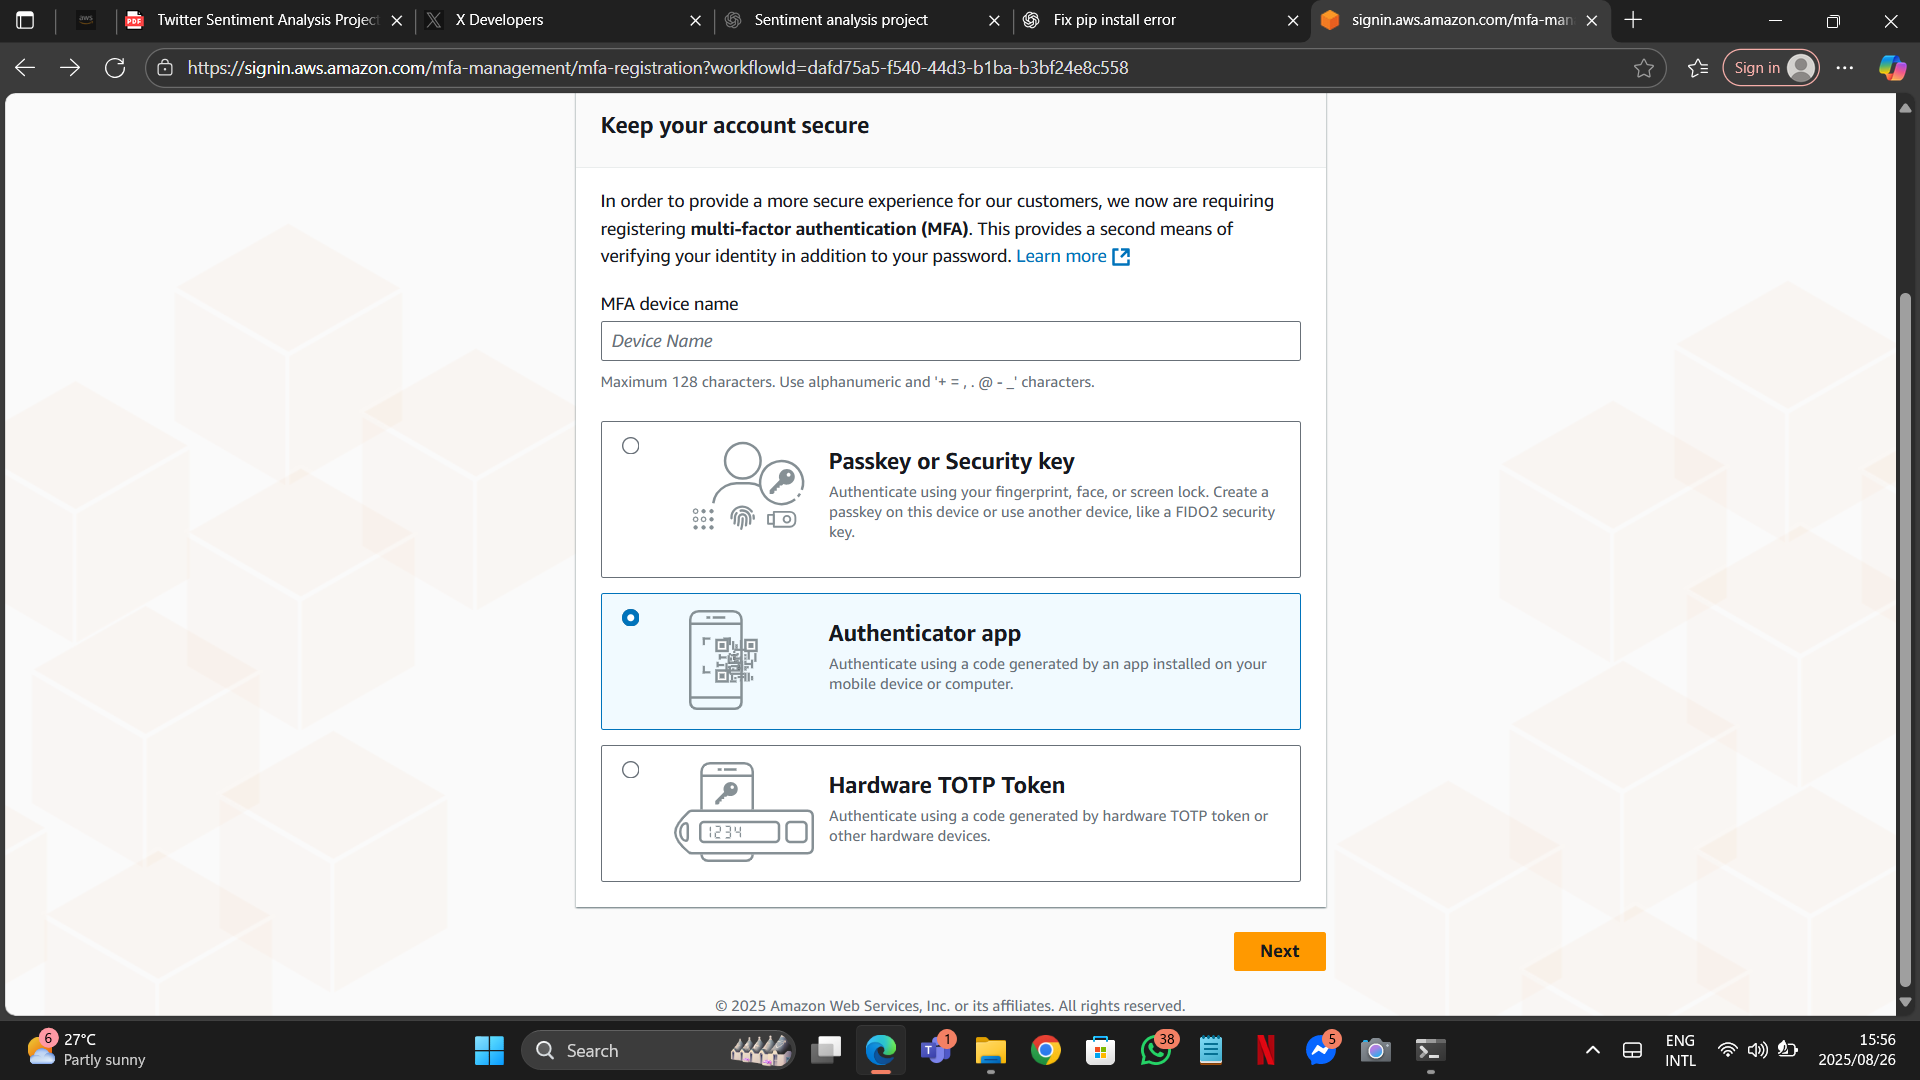 aws
PDF
Twitter Sentiment Analysis Project
X Developers
Sentiment analysis project
Fix pip install error
signin.aws.amazon.com/mfa-man
https://signin.aws.amazon.com/mfa-management/mfa-registration?workflowId=dafd75a5-f540-44d3-b1ba-b3bf24e8c558
Sign in
Keep your account secure
In order to provide a more secure experience for our customers, we now are requiring
registering multi-factor authentication (MFA). This provides a second means of
verifying your identity in addition to your password. Learn more
MFA device name
Device Name
Maximum 128 characters. Use alphanumeric and '+ = , . @ - _' characters.
Passkey or Security key
Authenticate using your fingerprint, face, or screen lock. Create a
passkey on this device or use another device, like a FIDO2 security
key.
Authenticator app
Authenticate using a code generated by an app installed on your
mobile device or computer.
1234
Hardware TOTP Token
Authenticate using a code generated by hardware TOTP token or
other hardware devices.
Next
© 2025 Amazon Web Services, Inc. or its affiliates. All rights reserved.
6
27°C
Partly sunny
Search
1
38
5
ENG
INTL
15:56
2025/08/26